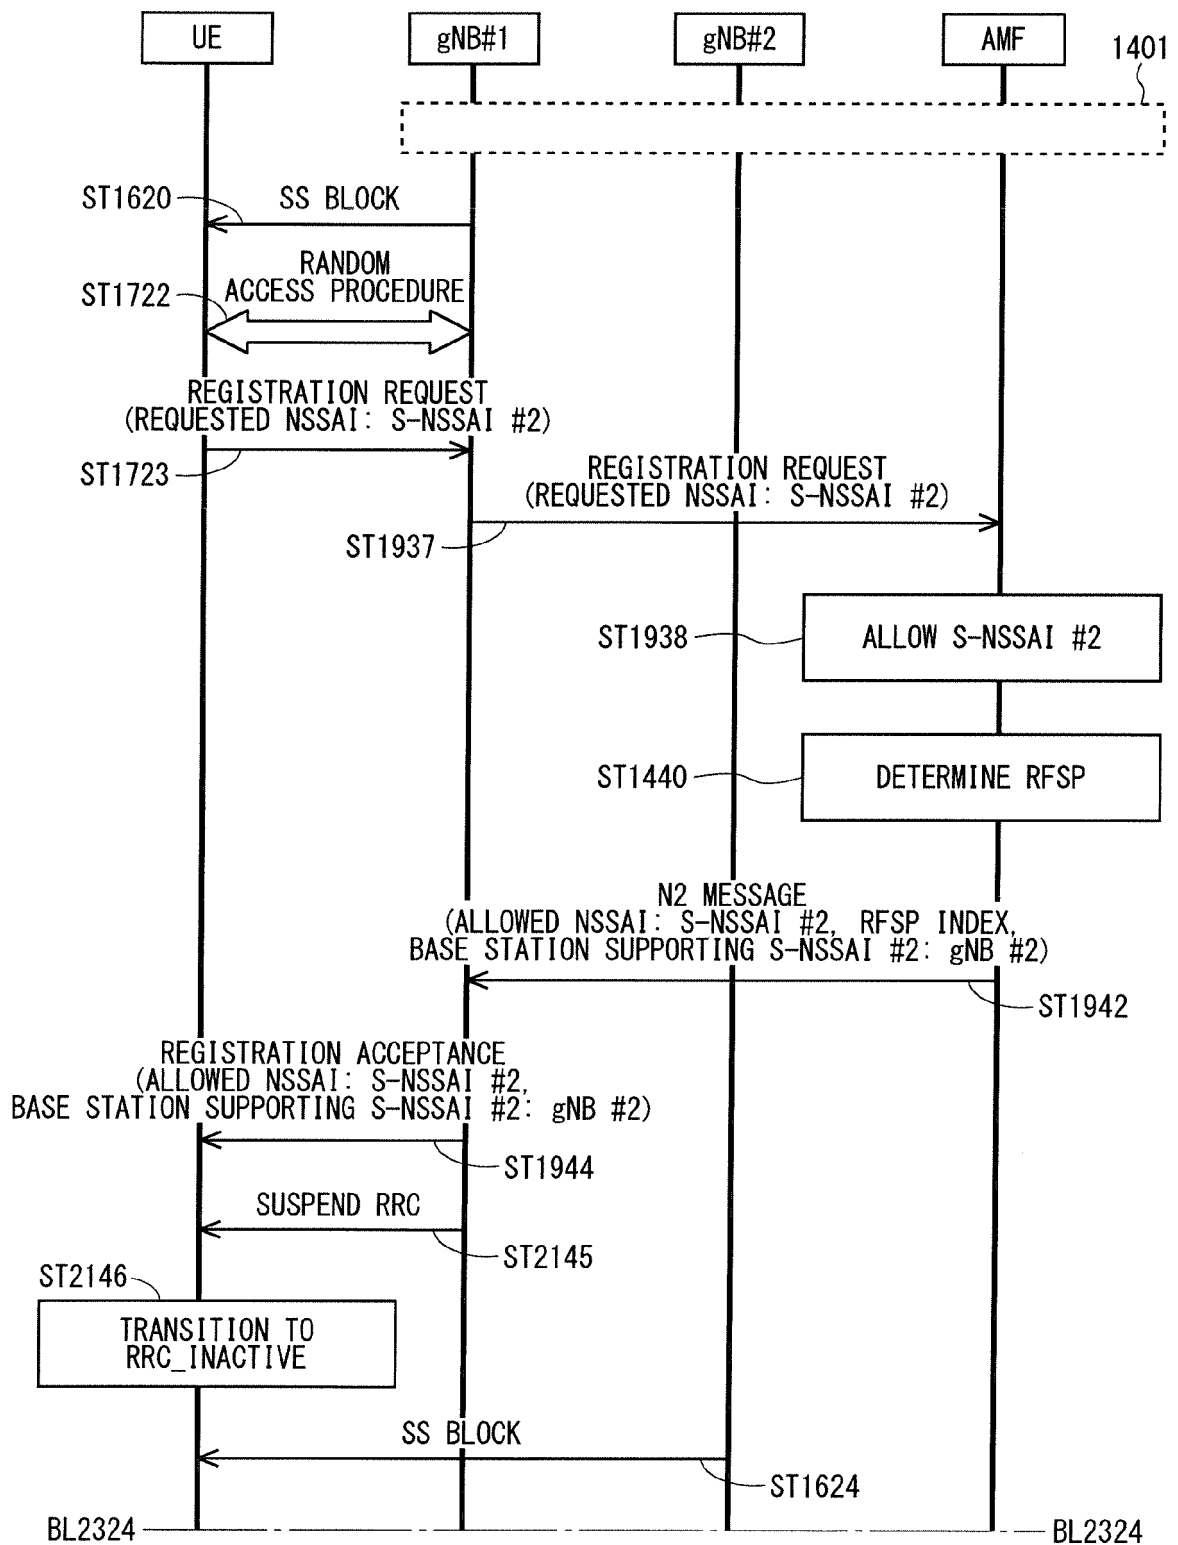 UE
gNB#1
gNB#2
AMF
1401
ST1620
SS BLOCK
RANDOM
ACCESS PROCEDURE
ST1722
REGISTRATION REQUEST
(REQUESTED NSSAI: S-NSSAI #2)
ST1723
REGISTRATION REQUEST
(REQUESTED NSSAI: S-NSSAI #2)
ST1937
ST1938
ALLOW S-NSSAI #2
ST1440
DETERMINE RFSP
N2 MESSAGE
(ALLOWED NSSAI: S-NSSAI #2, RFSP INDEX,
BASE STATION SUPPORTING S-NSSAI #2: gNB #2)
ST1942
REGISTRATION ACCEPTANCE
(ALLOWED NSSAI: S-NSSAI #2,
BASE STATION SUPPORTING S-NSSAI #2: gNB #2)
ST1944
SUSPEND RRC
ST2145
ST2146
TRANSITION TO
RRC_INACTIVE
SS BLOCK
ST1624
BL2324
BL2324